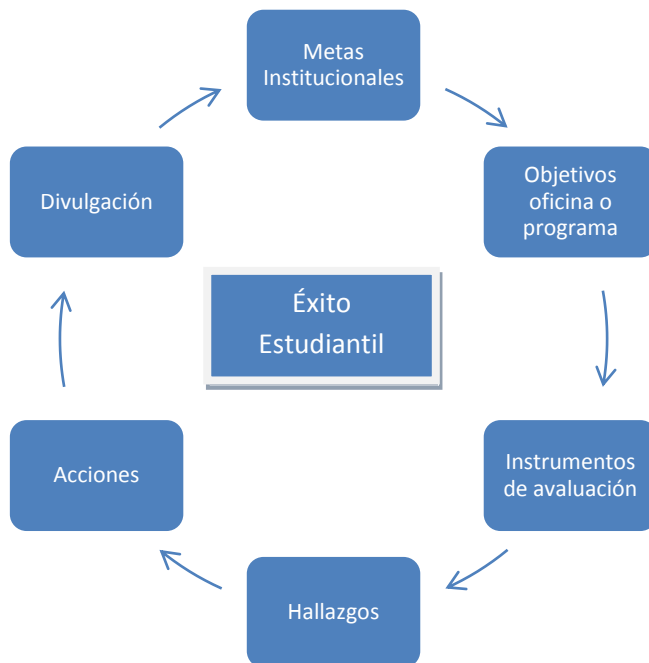 Metas
Institucionales
Objetivos
oficina o
programa
Instrumentos
de avaluación
Hallazgos
Acciones
Divulgación
Éxito
Estudiantil